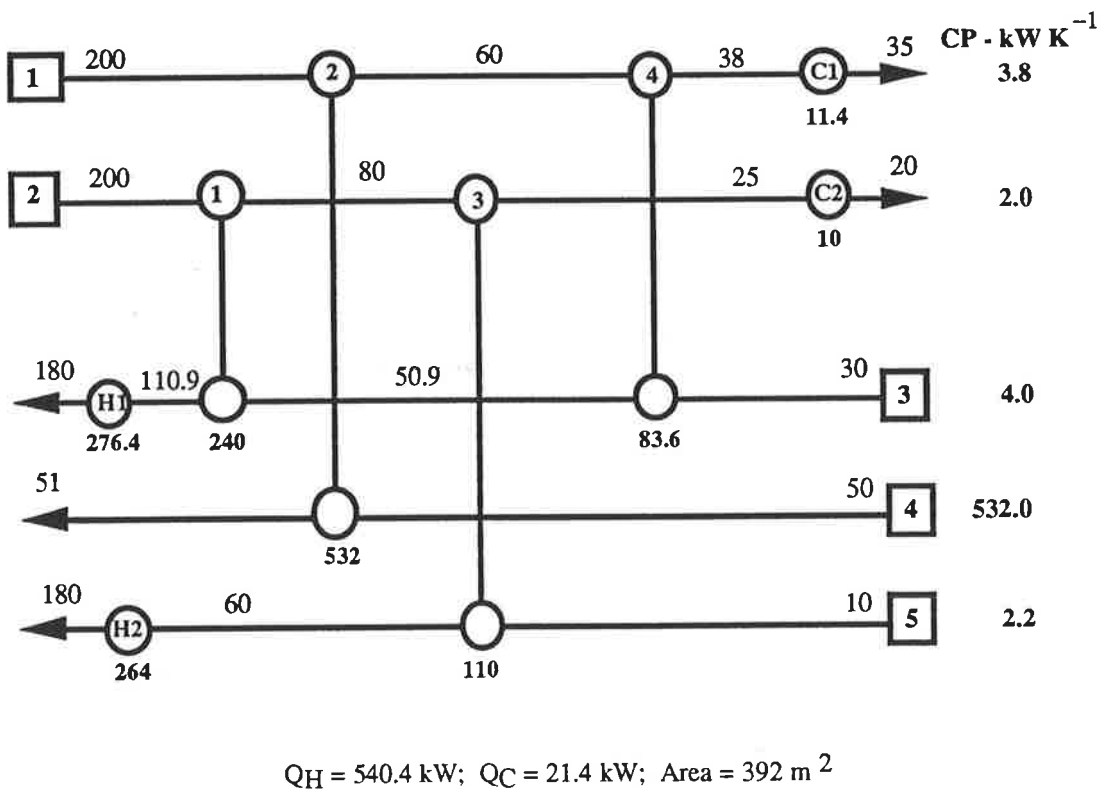 CP - kW K⁻¹
1 200 2 60 4 38 C1 35 3.8
11.4
2 200 1 80 3 25 C2 20 2.0
10
180 H1 110.9 50.9 30 3 4.0
276.4 240 83.6
51 50 4 532.0
532
180 H2 60 10 5 2.2
264 110
QH = 540.4 kW; QC = 21.4 kW; Area = 392 m²